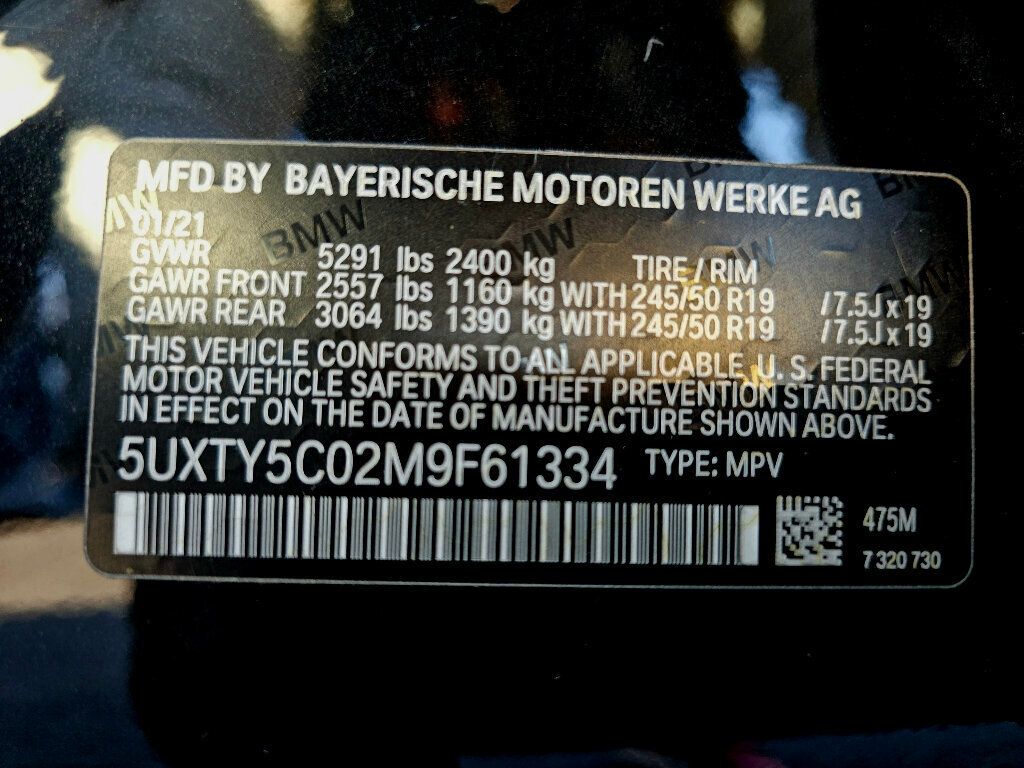 MFD BY BAYERISCHE MOTOREN WERKE AG
01/21
GVWR 5291 lbs 2400 kg TIRE / RIM
GAWR FRONT 2557 lbs 1160 kg WITH 245/50 R19 / 7.5J x 19
GAWR REAR 3064 lbs 1390 kg WITH 245/50 R19 / 7.5J x 19
THIS VEHICLE CONFORMS TO ALL APPLICABLE U. S. FEDERAL
MOTOR VEHICLE SAFETY AND THEFT PREVENTION STANDARDS
IN EFFECT ON THE DATE OF MANUFACTURE SHOWN ABOVE.
5UXTY5C02M9F61334 TYPE: MPV
475M
7 320 730
BMW
BMW
BMW